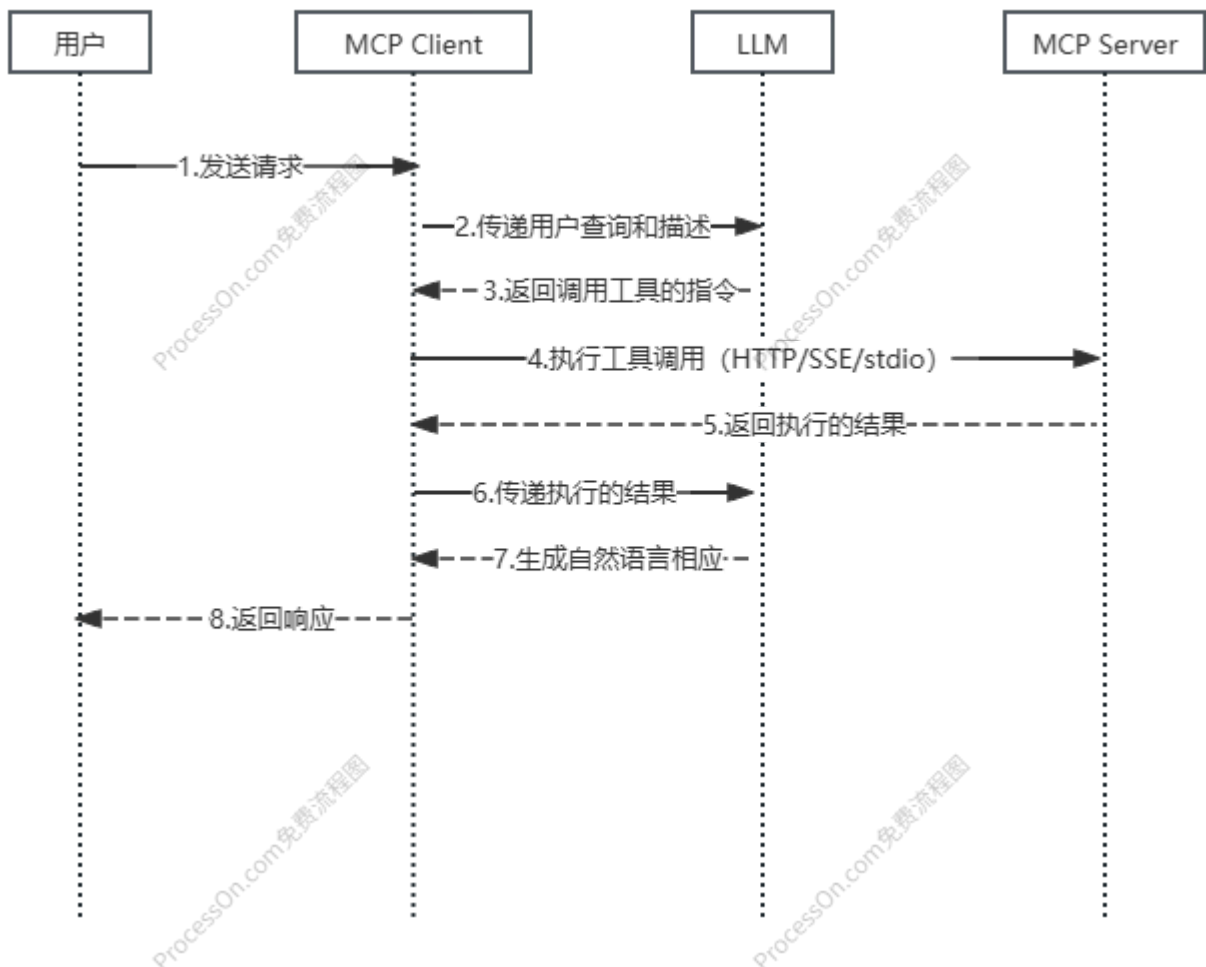 用户
MCP Client
LLM
MCP Server
1.发送请求
2.传递用户查询和描述
3.返回调用工具的指令
4.执行工具调用（HTTP/SSE/stdio）
5.返回执行的结果
6.传递执行的结果
7.生成自然语言相应
8.返回响应
ProcessOn.com免费流程图
ProcessOn.com免费流程图
ProcessOn.com免费流程图
ProcessOn.com免费流程图